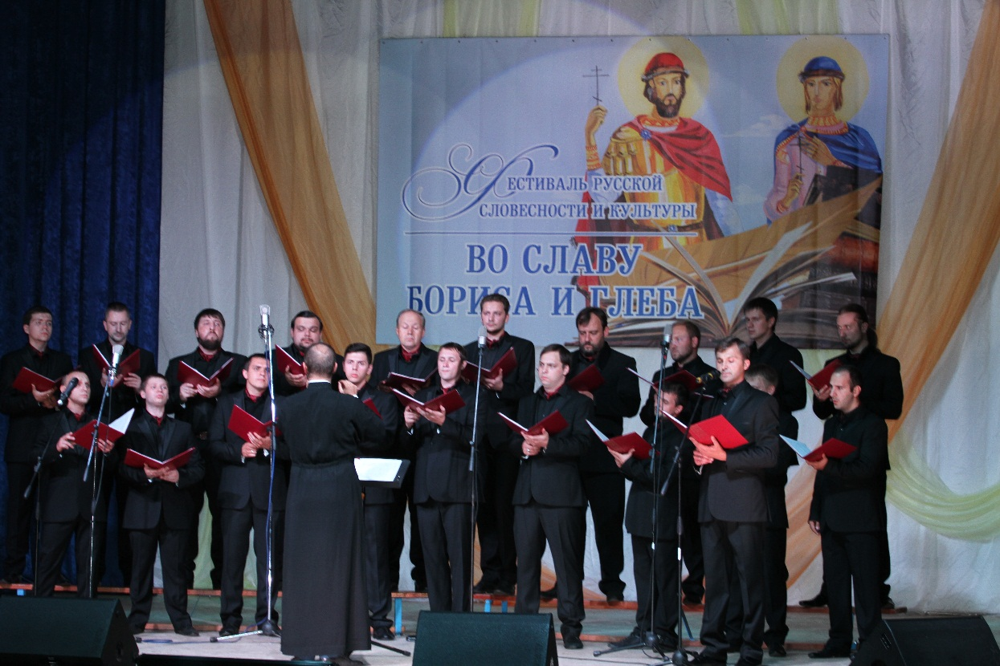 Фестиваль русской
словесности и культуры
ВО СЛАВУ
БОРИСА И ГЛЕБА